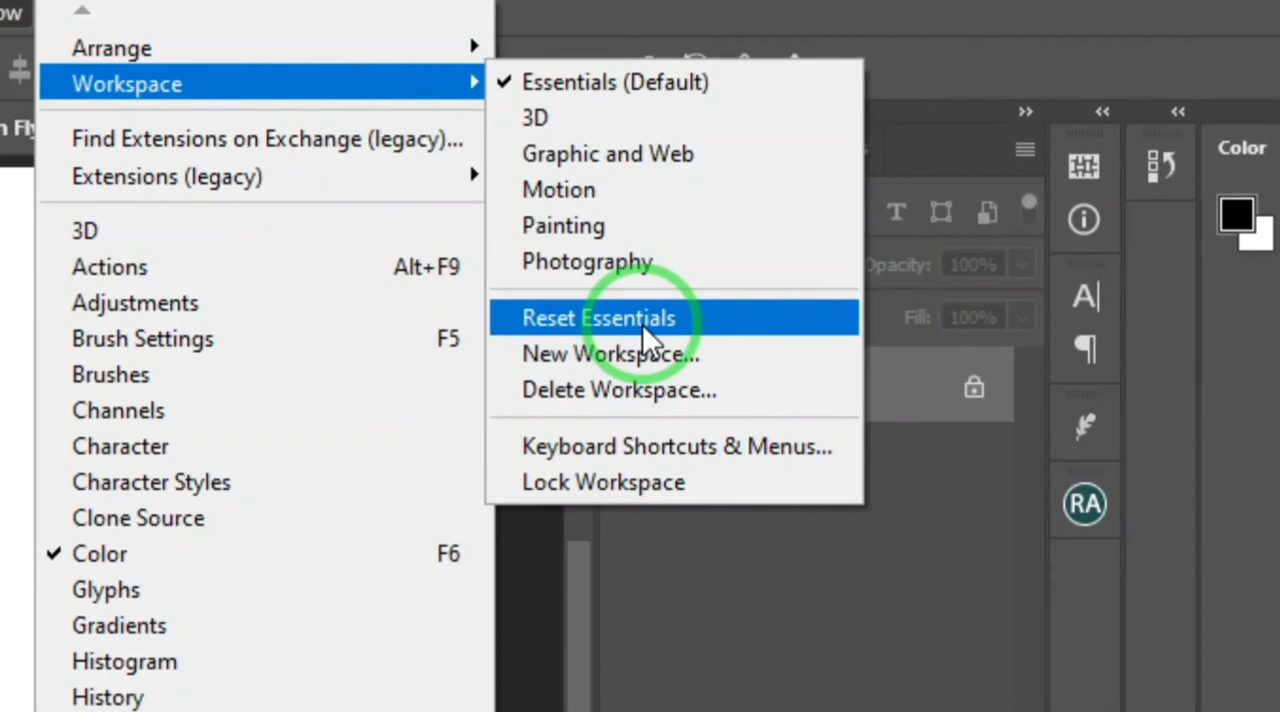 ow
Arrange
Workspace
n Fly
Find Extensions on Exchange (legacy)...
Extensions (legacy)
3D
Actions Alt+F9
Adjustments
Brush Settings F5
Brushes
Channels
Character
Character Styles
Clone Source
Color F6
Glyphs
Gradients
Histogram
History
Essentials (Default)
3D
Graphic and Web
Motion
Painting
Photography
Reset Essentials
New Workspace...
Delete Workspace...
Keyboard Shortcuts & Menus...
Lock Workspace
T
Opacity: 100%
Fill: 100%
A
RA
Color